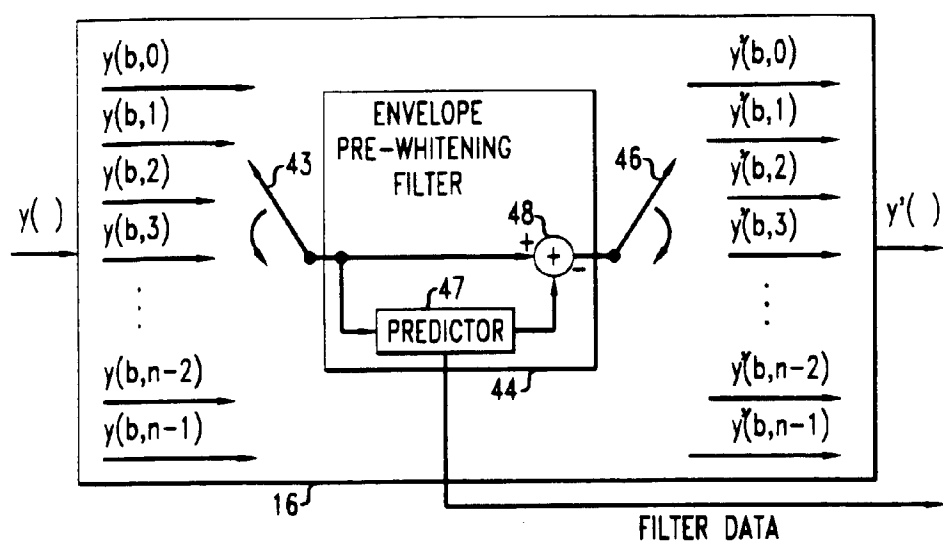 y(b,0)
y(b,1)
y(b,2)
y(b,3)
y(b,n-2)
y(b,n-1)
y( )
43
ENVELOPE
PRE-WHITENING
FILTER
+
48
+
-
47
PREDICTOR
44
46
y'(b,0)
y'(b,1)
y'(b,2)
y'(b,3)
y'(b,n-2)
y'(b,n-1)
y'( )
16
FILTER DATA